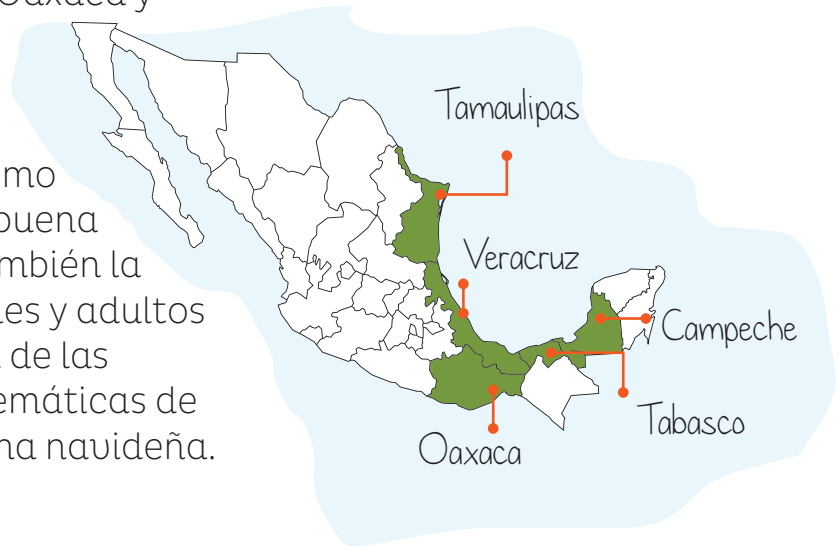 Oaxaca y
mo
buena
mbién la
les y adultos
de las
emáticas de
na navideña.
Tamaulipas
Veracruz
Campeche
Tabasco
Oaxaca